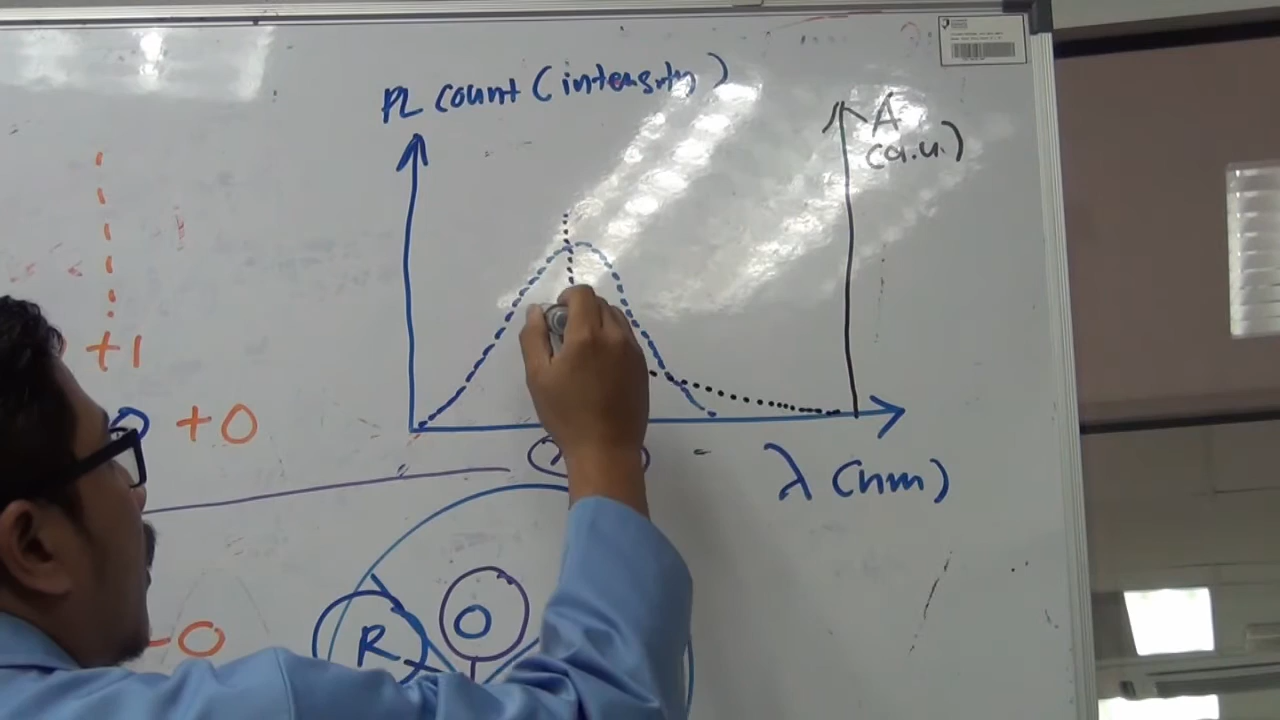 PL count (intensity)
A
(a.u.)
+1
+0
λ (nm)
O
R
-0